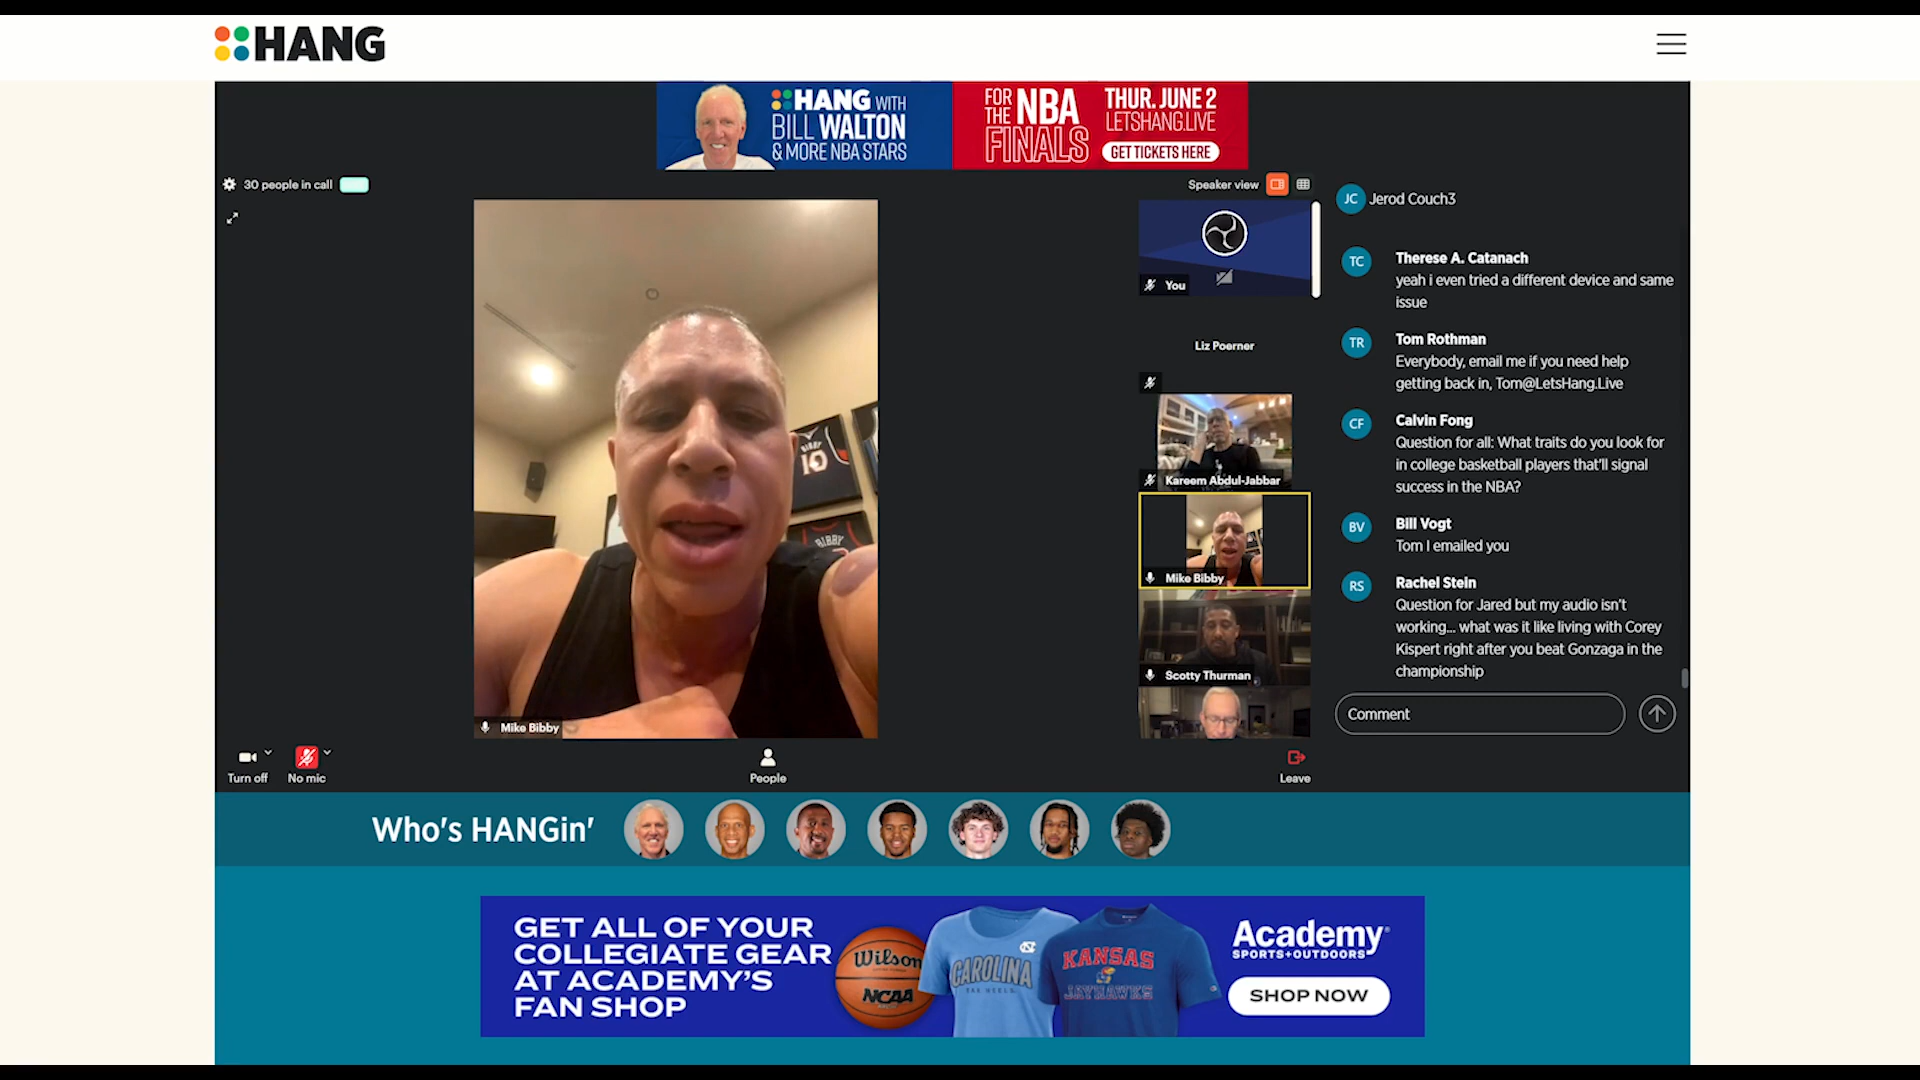 HANG
HANG WITH
BILL WALTON
& MORE NBA STARS
FOR THE NBA FINALS
THUR. JUNE 2
LETSHANG.LIVE
GET TICKETS HERE
30 people in call
Speaker view
You
Liz Poerner
Kareem Abdul-Jabbar
Mike Bibby
Scotty Thurman
BIBBY
10
BIBBY
Mike Bibby
JC
Jerod Couch3
TC
Therese A. Catanach
yeah i even tried a different device and same
issue
TR
Tom Rothman
Everybody, email me if you need help
getting back in, Tom@LetsHang.Live
CF
Calvin Fong
Question for all: What traits do you look for
in college basketball players that'll signal
success in the NBA?
BV
Bill Vogt
Tom I emailed you
RS
Rachel Stein
Question for Jared but my audio isn't
working... what was it like living with Corey
Kispert right after you beat Gonzaga in the
championship
Comment
Turn off
No mic
People
Leave
Who's HANGin'
GET ALL OF YOUR
COLLEGIATE GEAR
AT ACADEMY'S
FAN SHOP
Wilson
NCAA
CAROLINA
TAR HEELS
KANSAS
JAYHAWKS
Academy
SPORTS+OUTDOORS
SHOP NOW